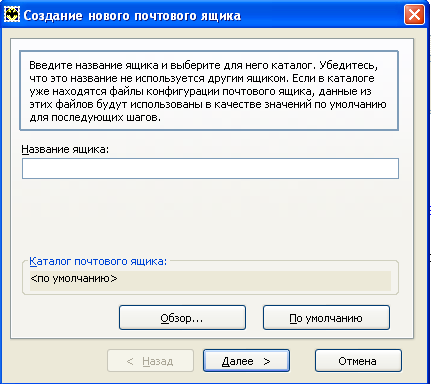 Создание нового почтового ящика
Введите название ящика и выберите для него каталог. Убедитесь,
что это название не используется другим ящиком. Если в каталоге
уже находятся файлы конфигурации почтового ящика, данные из
этих файлов будут использованы в качестве значений по умолчанию
для последующих шагов.
Название ящика:
Каталог почтового ящика:
<по умолчанию>
Обзор... По умолчанию
< Назад Далее > Отмена